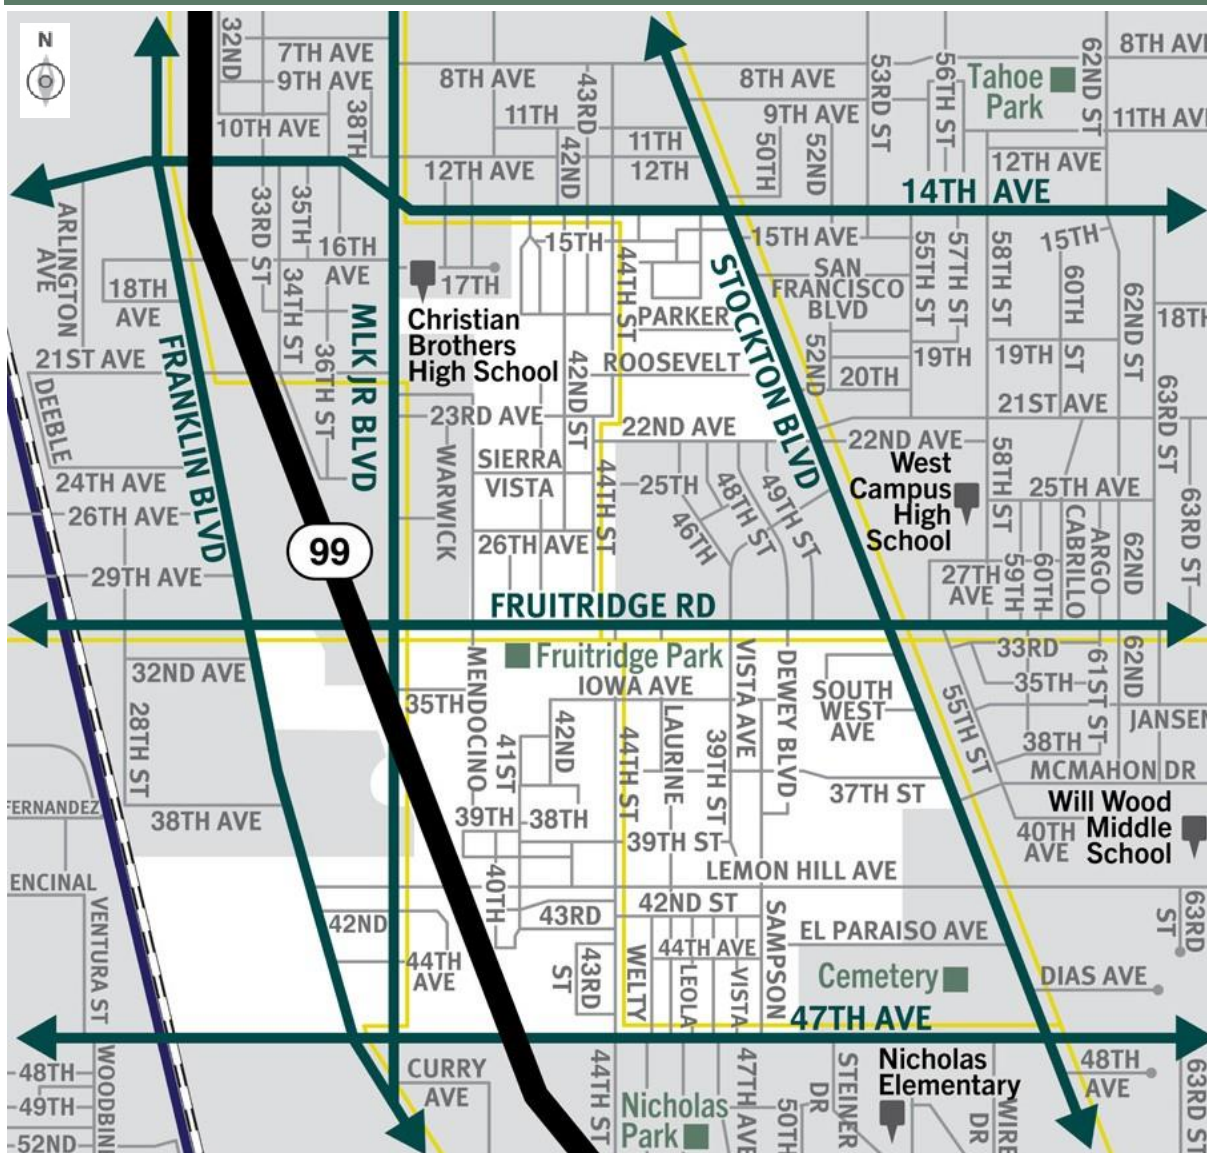 N
32ND
7TH AVE
9TH AVE
10TH AVE
38TH
8TH AVE
11TH
43RD
42ND
12TH AVE
11TH
12TH
8TH AVE
9TH AVE
50TH
52ND
53RD ST
56TH ST
Tahoe
Park
62ND ST
8TH AVE
11TH AVE
12TH AVE
14TH AVE
ARLINGTON
AVE
33RD ST
35TH
16TH
AVE
34TH ST
18TH
AVE
17TH
15TH
44TH ST
STOCKTON BLVD
15TH AVE
SAN
FRANCISCO
BLVD
55TH ST
57TH ST
58TH ST
15TH
60TH
ST
62ND ST
18TH
Christian
Brothers
High School
MLK JR BLVD
PARKER
ROOSEVELT
FRANKLIN BLVD
21ST AVE
36TH ST
42ND ST
52ND
19TH
19TH
20TH
21ST AVE
63RD ST
DEEBLE
23RD AVE
22ND AVE
22ND AVE
WARWICK
SIERRA
VISTA
44TH ST
24TH AVE
25TH
48TH ST
49TH ST
46TH
West
Campus
High
School
58TH ST
25TH AVE
63RD ST
26TH AVE
99
26TH AVE
CABRILLO
ARGO
62ND
29TH AVE
27TH
AVE
59TH
60TH
FRUITRIDGE RD
32ND AVE
MENDOCINO
Fruitridge Park
IOWA AVE
VISTA AVE
DEWEY BLVD
SOUTH
WEST
AVE
33RD
35TH
61ST ST
62ND
55TH ST
28TH ST
35TH
41ST
42ND
44TH ST
LAURINE
39TH ST
JANSEN
38TH
MCMAHON DR
37TH ST
FERNANDEZ
38TH AVE
39TH
38TH
39TH ST
Will Wood
Middle
School
40TH
AVE
LEMON HILL AVE
ENCINAL
VENTURA ST
40TH
42ND
43RD
42ND ST
SAMPSON
EL PARAISO AVE
63RD
ST
44TH
AVE
43RD
ST
WELTY
44TH AVE
LEOLA
VISTA
Cemetery
DIAS AVE
47TH AVE
48TH
49TH
52ND
WOODBINE
CURRY
AVE
44TH ST
Nicholas
Park
47TH AVE
50TH
STEINER
DR
Nicholas
Elementary
WIRE
DR
48TH
AVE
63RD ST